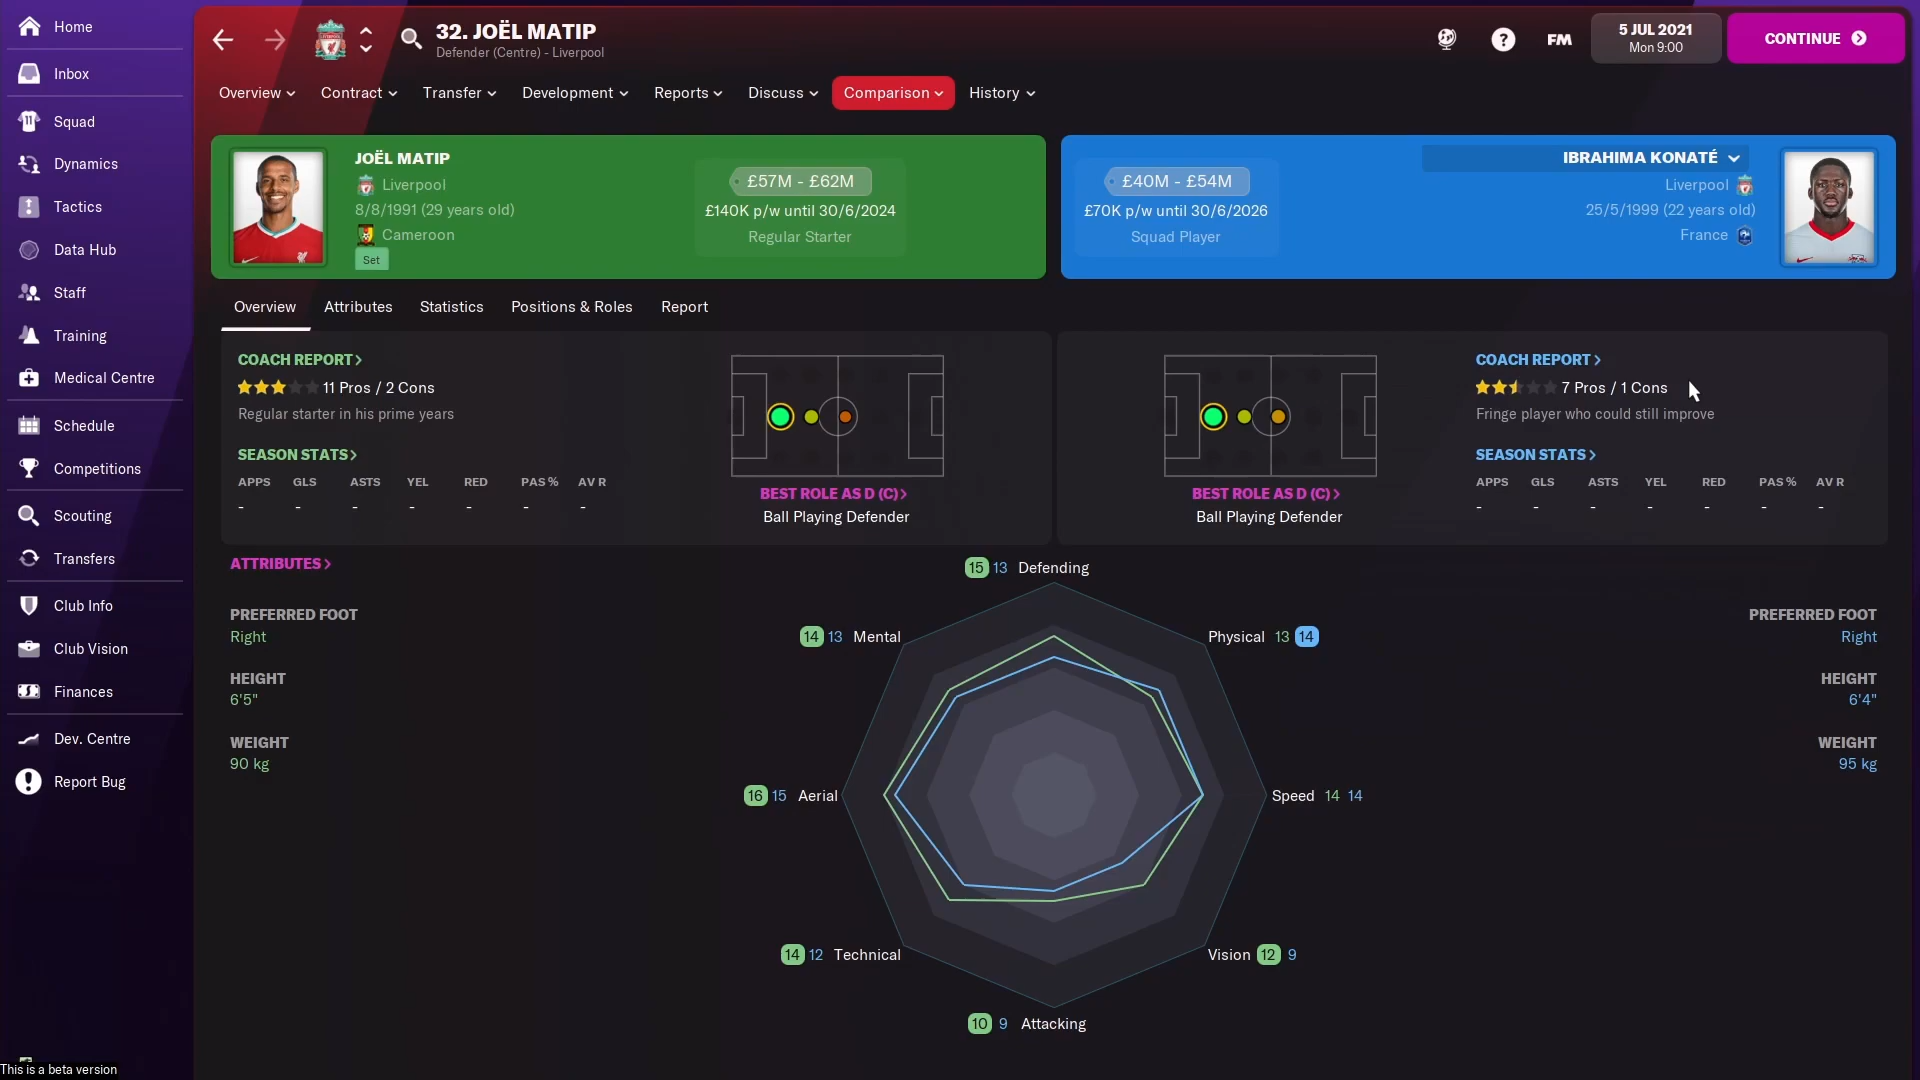 Home
Inbox
Squad
Dynamics
Tactics
Data Hub
Staff
Training
Medical Centre
Schedule
Competitions
Scouting
Transfers
Club Info
Club Vision
Finances
Dev. Centre
Report Bug
This is a beta version
32. JOËL MATIP
Defender (Centre) - Liverpool
FM
5 JUL 2021
Mon 9:00
CONTINUE
Overview Contract Transfer Development Reports Discuss Comparison History
JOËL MATIP
Liverpool
8/8/1991 (29 years old)
Cameroon
Set
£57M - £62M
£140K p/w until 30/6/2024
Regular Starter
£40M - £54M
£70K p/w until 30/6/2026
Squad Player
IBRAHIMA KONATÉ
Liverpool
25/5/1999 (22 years old)
France
Overview Attributes Statistics Positions & Roles Report
COACH REPORT
11 Pros / 2 Cons
Regular starter in his prime years
SEASON STATS
APPS GLS ASTS YEL RED PAS % AV R
- - - - - - -
BEST ROLE AS D (C)
Ball Playing Defender
BEST ROLE AS D (C)
Ball Playing Defender
COACH REPORT
7 Pros / 1 Cons
Fringe player who could still improve
SEASON STATS
APPS GLS ASTS YEL RED PAS % AV R
- - - - - - -
ATTRIBUTES
PREFERRED FOOT
Right
HEIGHT
6'5"
WEIGHT
90 kg
15 13 Defending
14 13 Mental
Physical 13 14
16 15 Aerial
Speed 14 14
14 12 Technical
Vision 12 9
10 9 Attacking
PREFERRED FOOT
Right
HEIGHT
6'4"
WEIGHT
95 kg